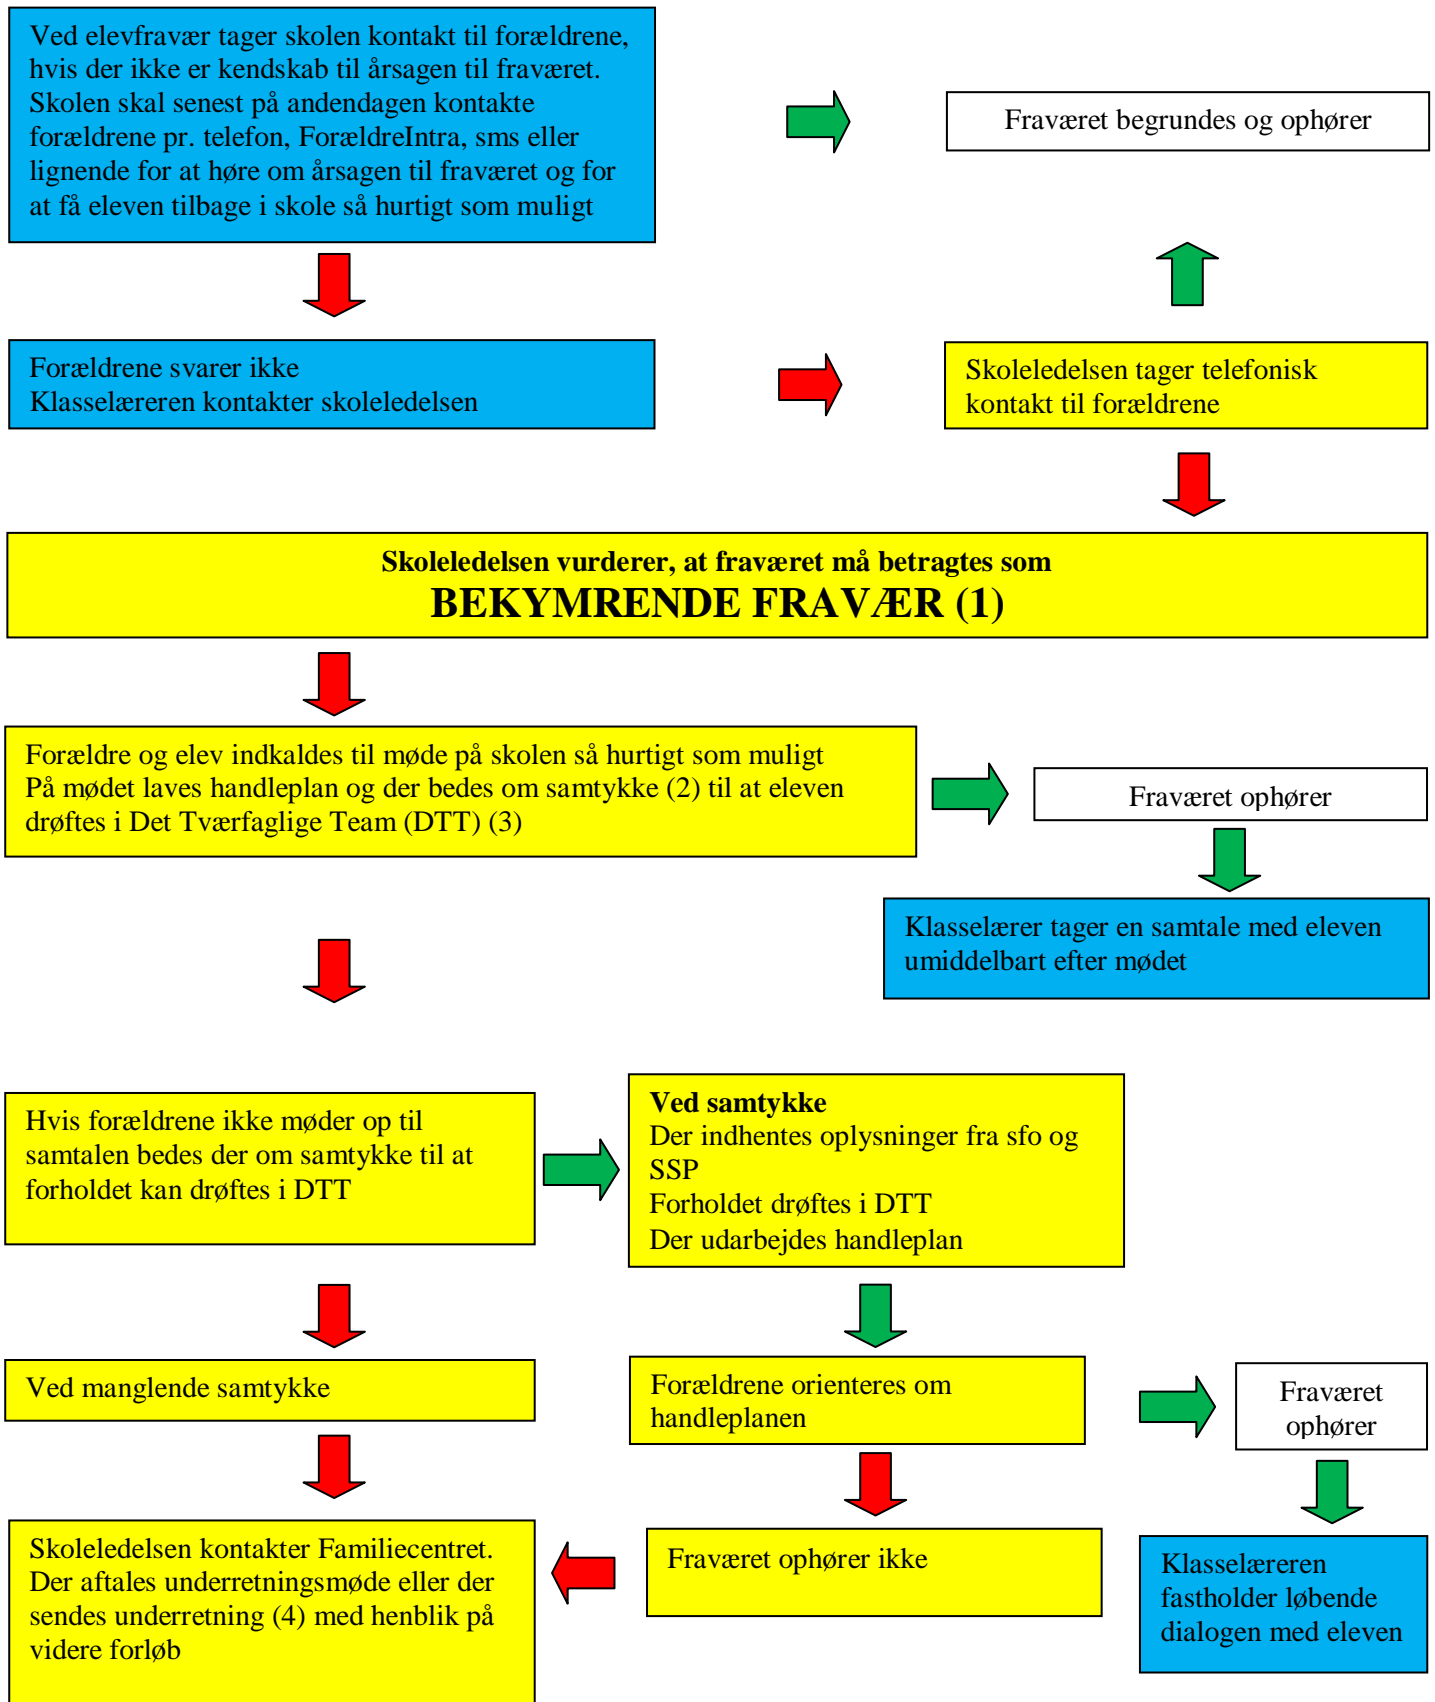 Ved elevfravær tager skolen kontakt til forældrene,
hvis der ikke er kendskab til årsagen til fraværet.
Skolen skal senest på andendagen kontakte
forældrene pr. telefon, ForældreIntra, sms eller
lignende for at høre om årsagen til fraværet og for
at få eleven tilbage i skole så hurtigt som muligt
Fraværet begrundes og ophører
Forældrene svarer ikke
Klasselæreren kontakter skoleledelsen
Skoleledelsen tager telefonisk
kontakt til forældrene
Skoleledelsen vurderer, at fraværet må betragtes som
BEKYMRENDE FRAVÆR (1)
Forældre og elev indkaldes til møde på skolen så hurtigt som muligt
På mødet laves handleplan og der bedes om samtykke (2) til at eleven
drøftes i Det Tværfaglige Team (DTT) (3)
Fraværet ophører
Klasselærer tager en samtale med eleven
umiddelbart efter mødet
Hvis forældrene ikke møder op til
samtalen bedes der om samtykke til at
forholdet kan drøftes i DTT
Ved samtykke
Der indhentes oplysninger fra sfo og
SSP
Forholdet drøftes i DTT
Der udarbejdes handleplan
Ved manglende samtykke
Forældrene orienteres om
handleplanen
Fraværet
ophører
Skoleledelsen kontakter Familiecentret.
Der aftales underretningsmøde eller der
sendes underretning (4) med henblik på
videre forløb
Fraværet ophører ikke
Klasselæreren
fastholder løbende
dialogen med eleven